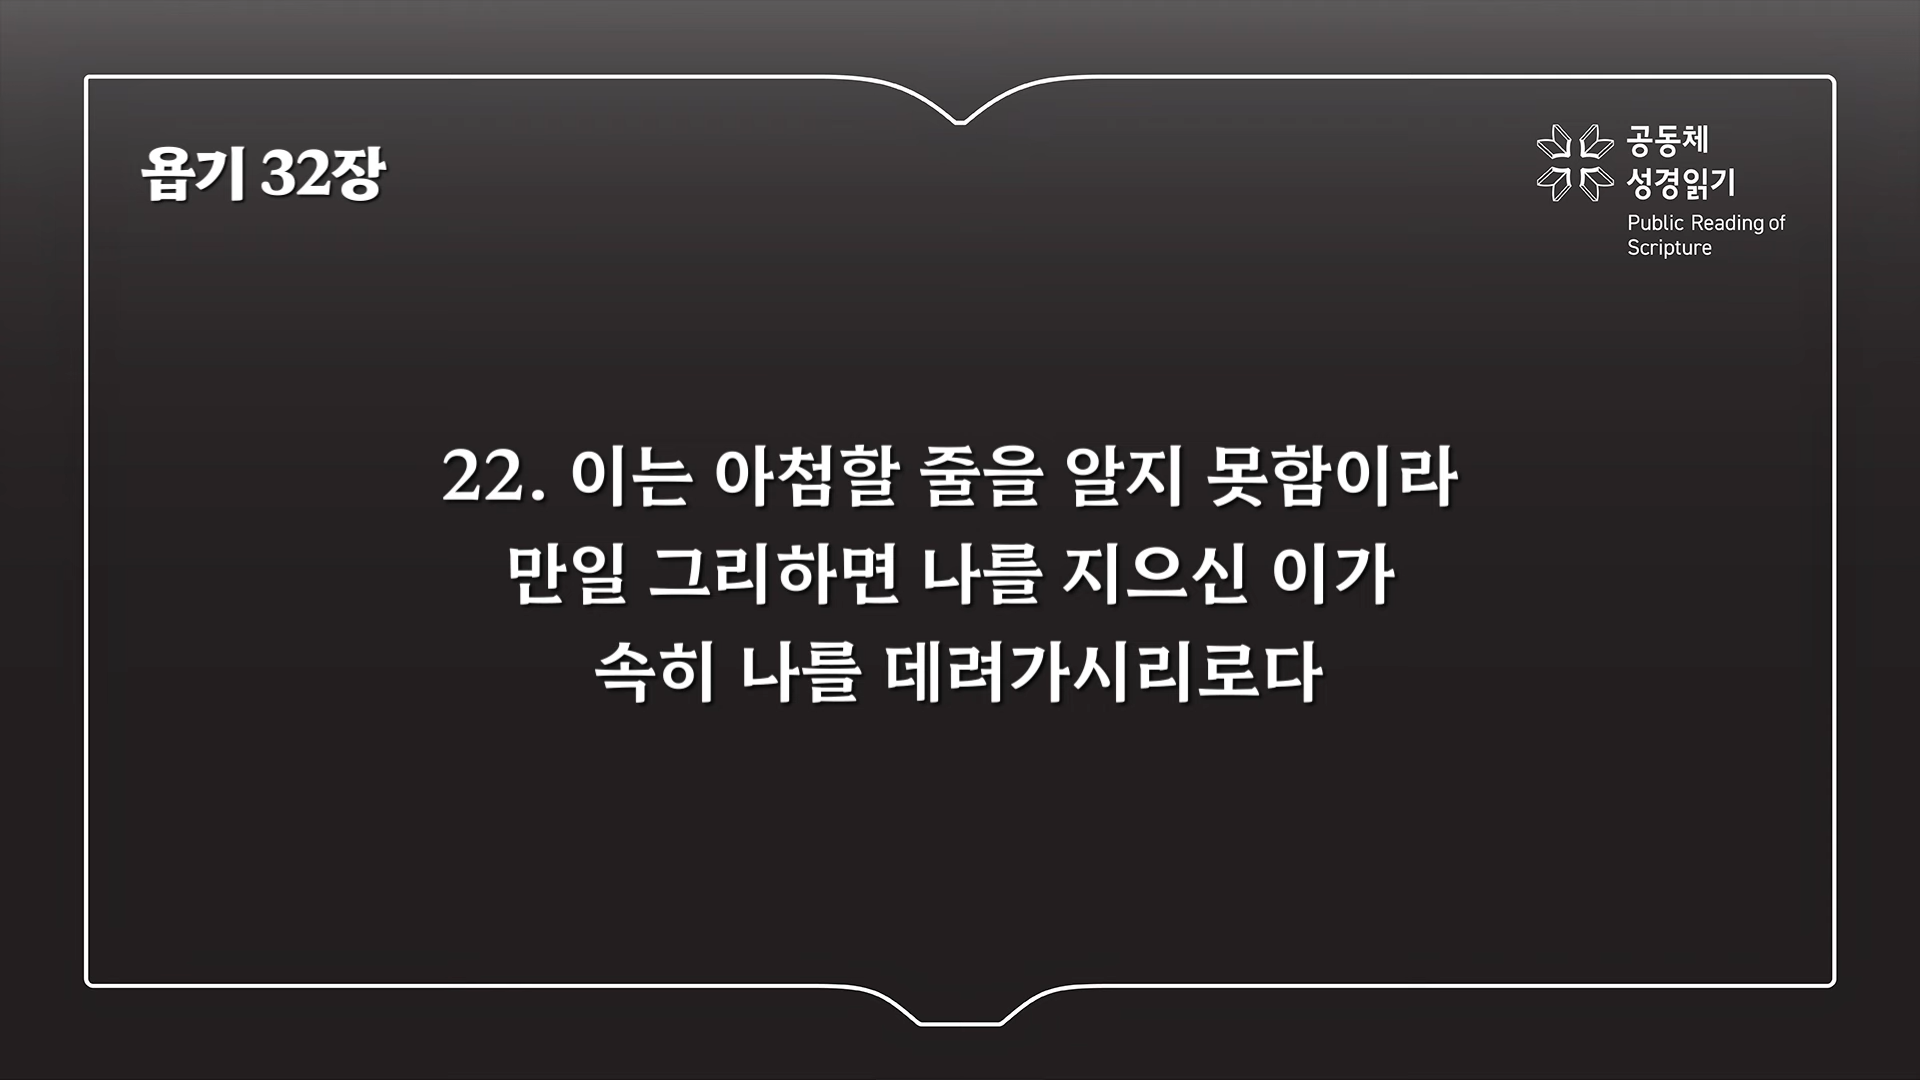 욥기 32장
공동체
성경읽기
Public Reading of
Scripture
22. 이는 아첨할 줄을 알지 못함이라
만일 그리하면 나를 지으신 이가
속히 나를 데려가시리로다